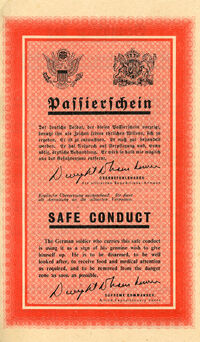 Passierschein
Der deutsche Soldat, der diesen Passierschein vorzeigt,
benutzt ihn als Zeichen seines ehrlichen Willens, sich zu
ergeben. Er ist zu entwaffnen. Er muss gut behandelt
werden. Er hat Anspruch auf Verpflegung und, wenn
nötig, ärztliche Behandlung. Er wird so bald wie möglich
aus der Gefahrenzone entfernt.
Dwight D Eisenhower
OBERBEFEHLSHABER
SAFE CONDUCT
The German soldier who carries this safe conduct
is using it as a sign of his genuine wish to give
himself up. He is to be disarmed, to be well
looked after, to receive food and medical attention
as required, and to be removed from the danger
zone as soon as possible.
Dwight D Eisenhower
SUPREME COMMANDER,